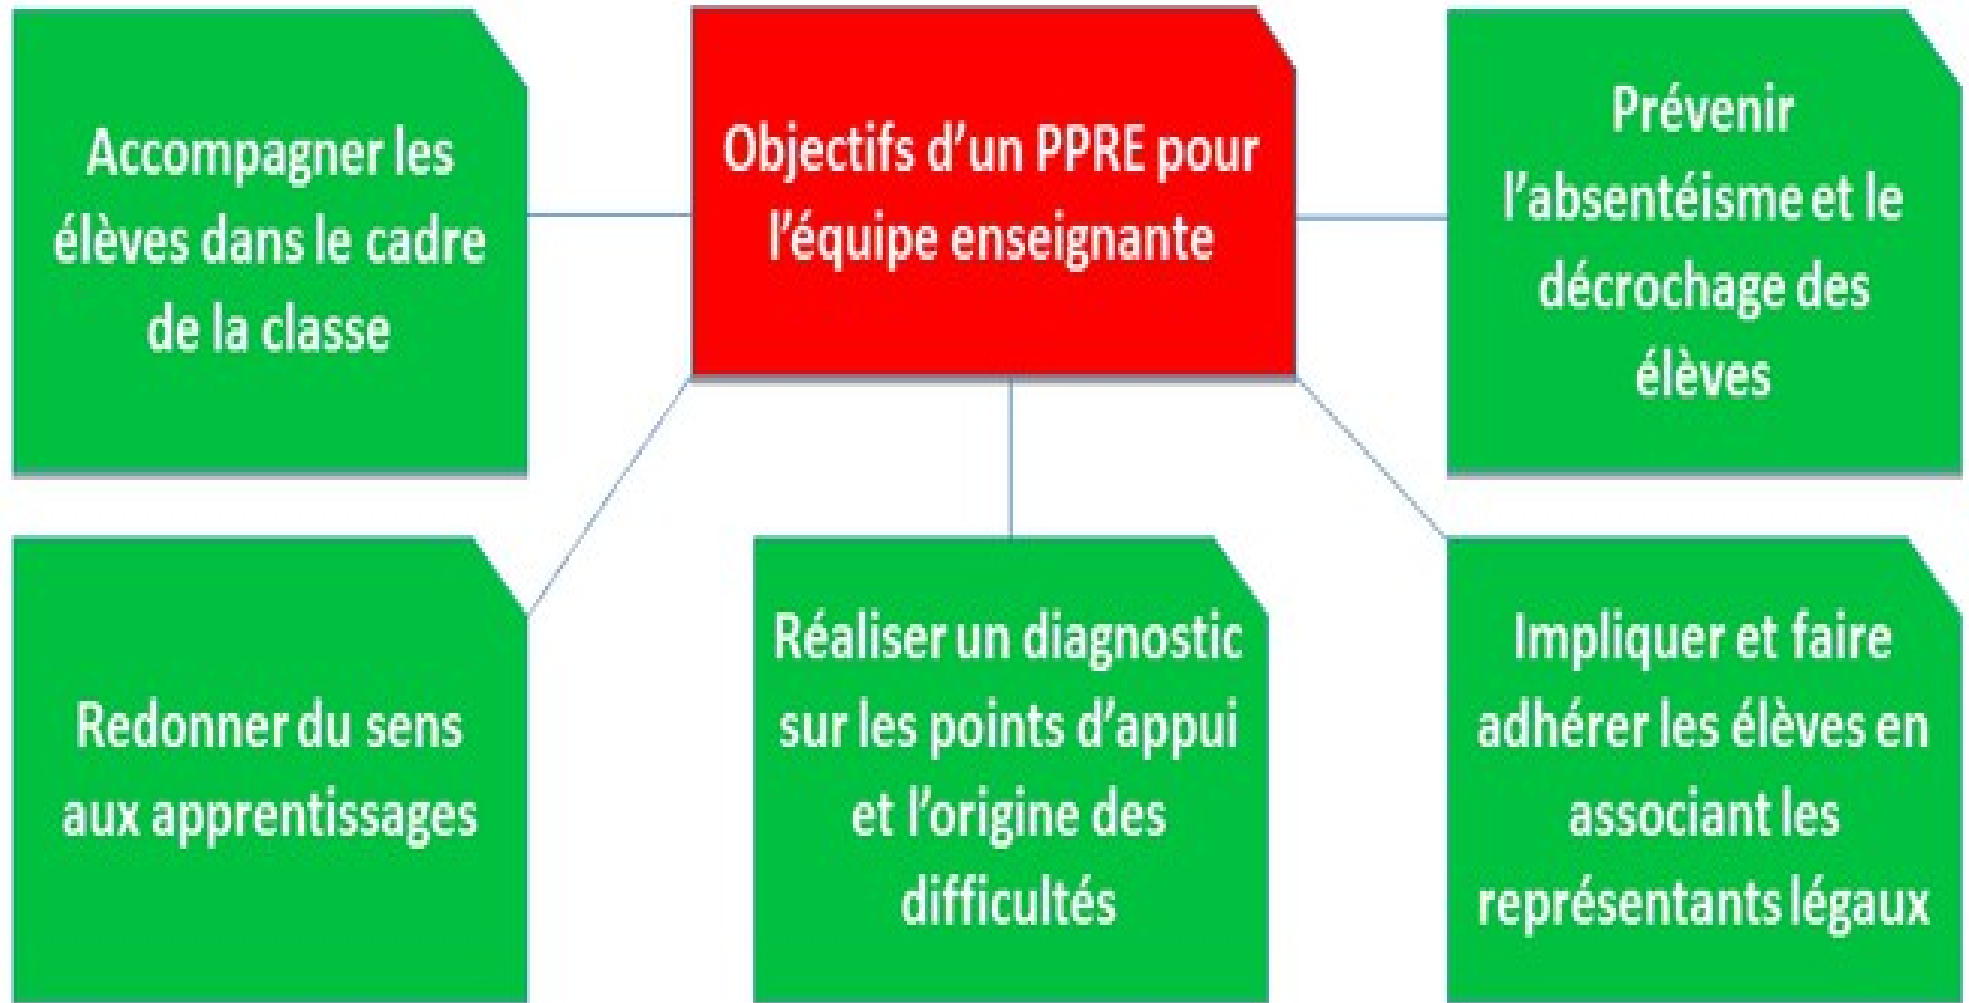 Accompagner les
élèves dans le cadre
de la classe
Objectifs d'un PPRE pour
l'équipe enseignante
Prévenir
l'absentéisme et le
décrochage des
élèves
Redonner du sens
aux apprentissages
Réaliser un diagnostic
sur les points d'appui
et l'origine des
difficultés
Impliquer et faire
adhérer les élèves en
associant les
représentants légaux